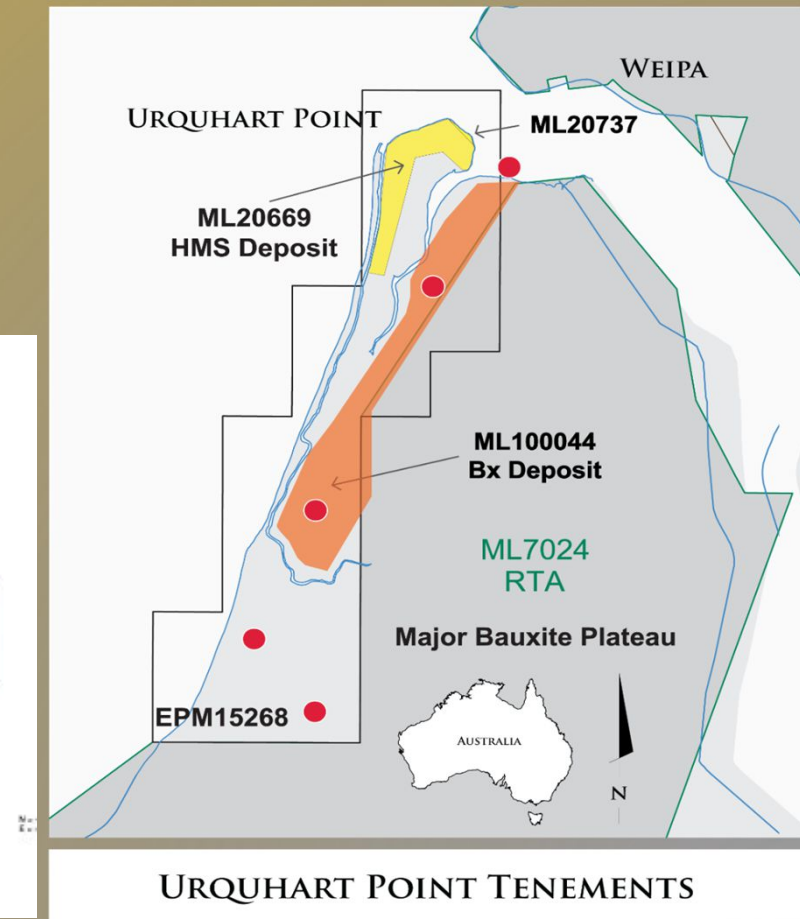 WEIPA
URQUHART POINT
ML20737
ML20669
HMS Deposit
ML100044
Bx Deposit
ML7024
RTA
Major Bauxite Plateau
EPM15268
AUSTRALIA
N
URQUHART POINT TENEMENTS